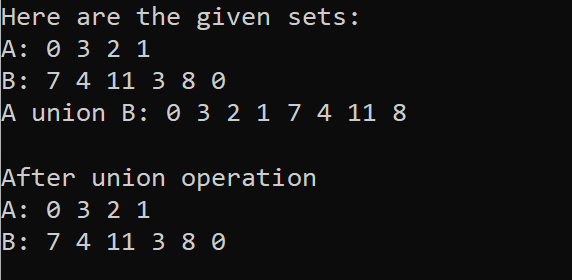 Here are the given sets:
A: 0 3 2 1
B: 7 4 11 3 8 0
A union B: 0 3 2 1 7 4 11 8
After union operation
A: 0 3 2 1
B: 7 4 11 3 8 0